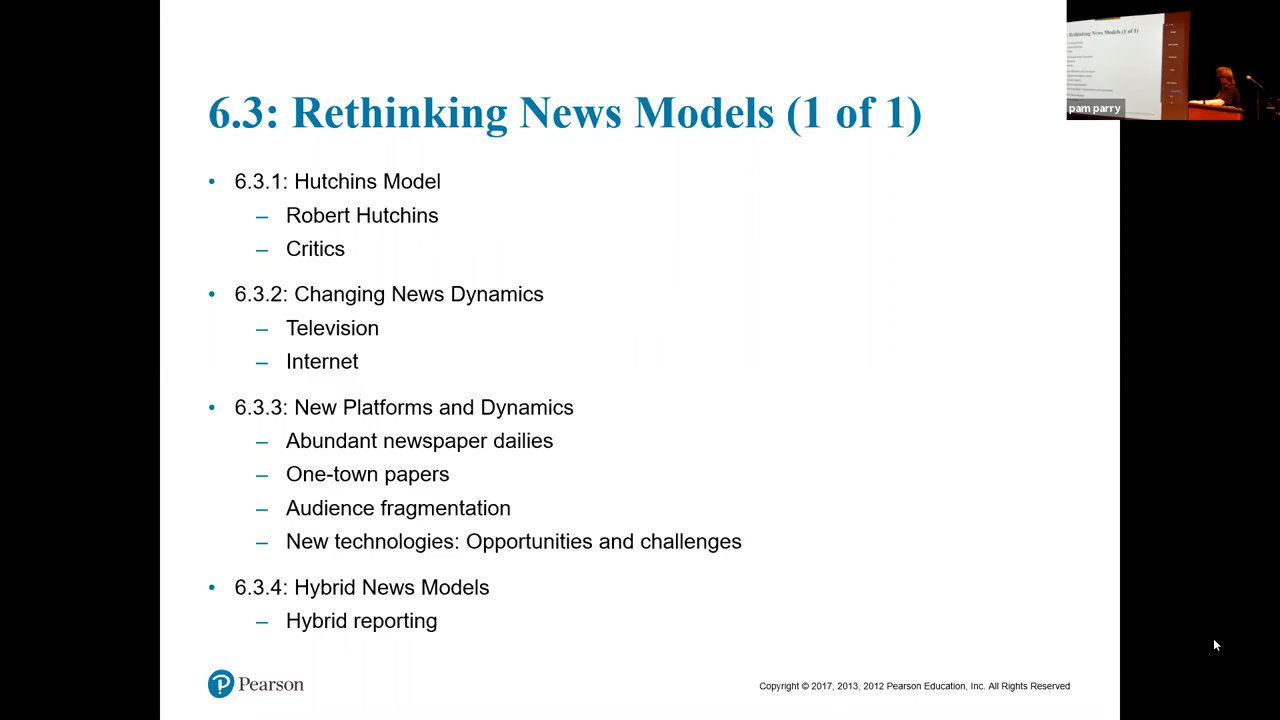 6.3: Rethinking News Models (1 of 1)
• 6.3.1: Hutchins Model
– Robert Hutchins
– Critics
• 6.3.2: Changing News Dynamics
– Television
– Internet
• 6.3.3: New Platforms and Dynamics
– Abundant newspaper dailies
– One-town papers
– Audience fragmentation
– New technologies: Opportunities and challenges
• 6.3.4: Hybrid News Models
– Hybrid reporting
Pearson
Copyright © 2017, 2013, 2012 Pearson Education, Inc. All Rights Reserved
Rethinking News Models (1 of 1)
pam parry